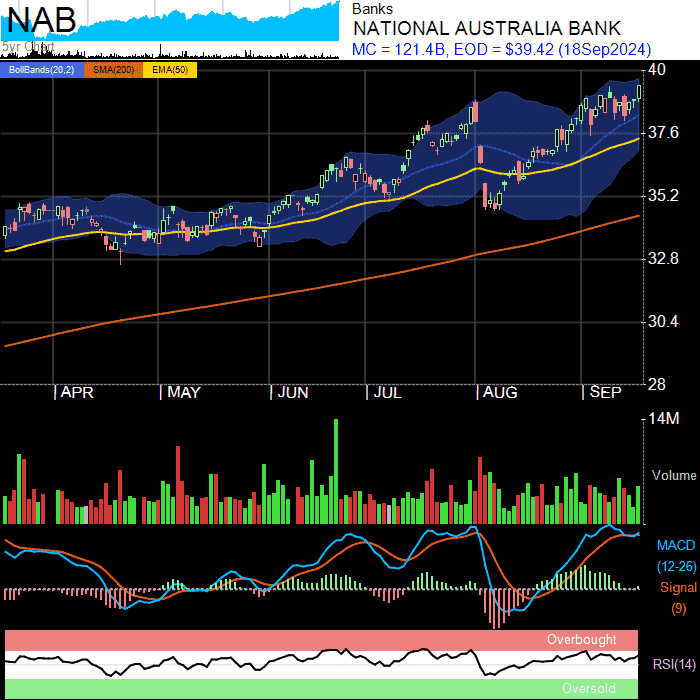 NAB
5yr Chart
Banks
NATIONAL AUSTRALIA BANK
MC = 121.4B, EOD = $39.42 (18Sep2024)
BollBands(20,2) SMA(200) EMA(50)
40
37.6
35.2
32.8
30.4
28
APR MAY JUN JUL AUG SEP
14M
Volume
MACD
(12-26)
Signal
(9)
Overbought
RSI(14)
Oversold